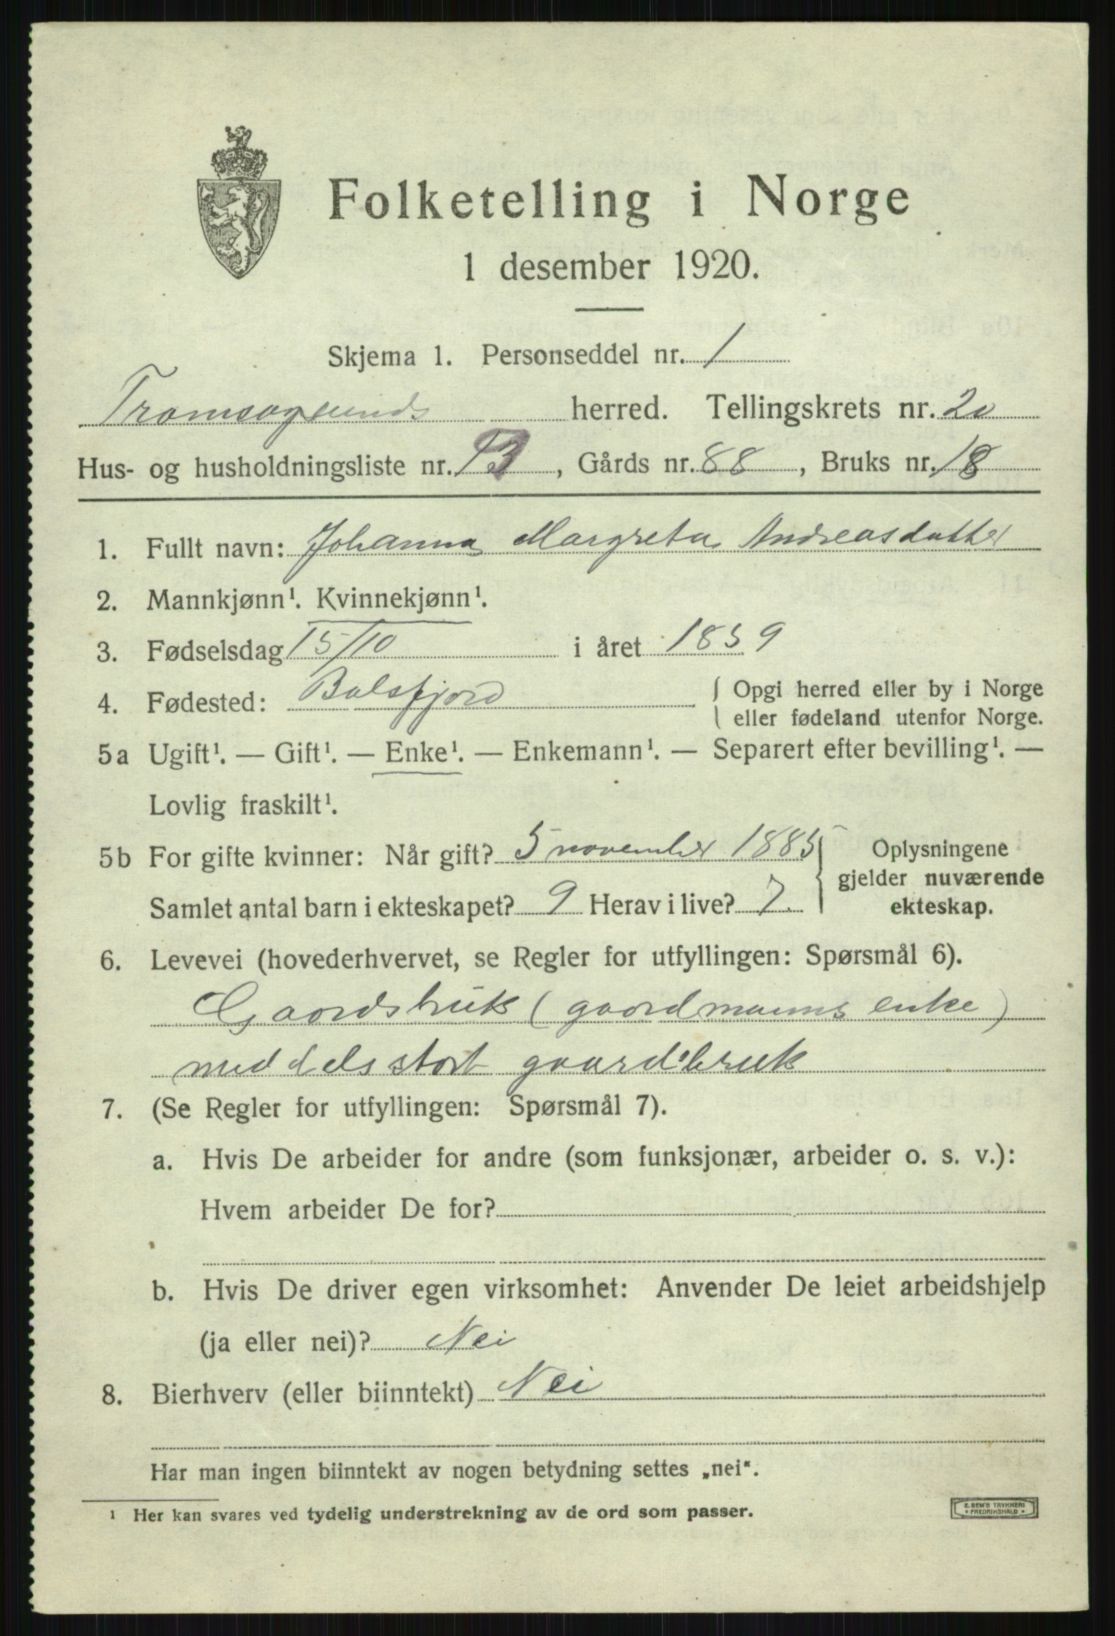 Folketelling i Norge
1 desember 1920.
Skjema 1. Personseddel nr. 1
Tromsøysunds herred. Tellingskrets nr. 20
Hus- og husholdningsliste nr. 13, Gårds nr. 88, Bruks nr. 18
1. Fullt navn: Johanna Margreta Andreasdatter
2. Mannkjønn¹. Kvinnekjønn¹.
3. Fødselsdag 15/10 i året 1859
4. Fødested: Balsfjord { Opgi herred eller by i Norge
eller fødeland utenfor Norge.
5a Ugift¹. — Gift¹. — Enke¹. — Enkemann¹. — Separert efter bevilling¹. —
Lovlig fraskilt¹.
5b For gifte kvinner: Når gift? 5 november 1885 } Oplysningene
gjelder nuværende
Samlet antal barn i ekteskapet? 9 Herav i live? 7. ekteskap.
6. Levevei (hovederhvervet, se Regler for utfyllingen: Spørsmål 6).
Gaardsbruk (gaardmanns enke)
middels stort gaardsbruk
7. (Se Regler for utfyllingen: Spørsmål 7).
a. Hvis De arbeider for andre (som funksjonær, arbeider o. s. v.):
Hvem arbeider De for?
b. Hvis De driver egen virksomhet: Anvender De leiet arbeidshjelp
(ja eller nei)? Nei
8. Bierhverv (eller biinntekt) Nei
Har man ingen biinntekt av nogen betydning settes „nei“.
¹ Her kan svares ved tydelig understrekning av de ord som passer.
E. SEM'S TRYKKERI
FREDRIKSHALD